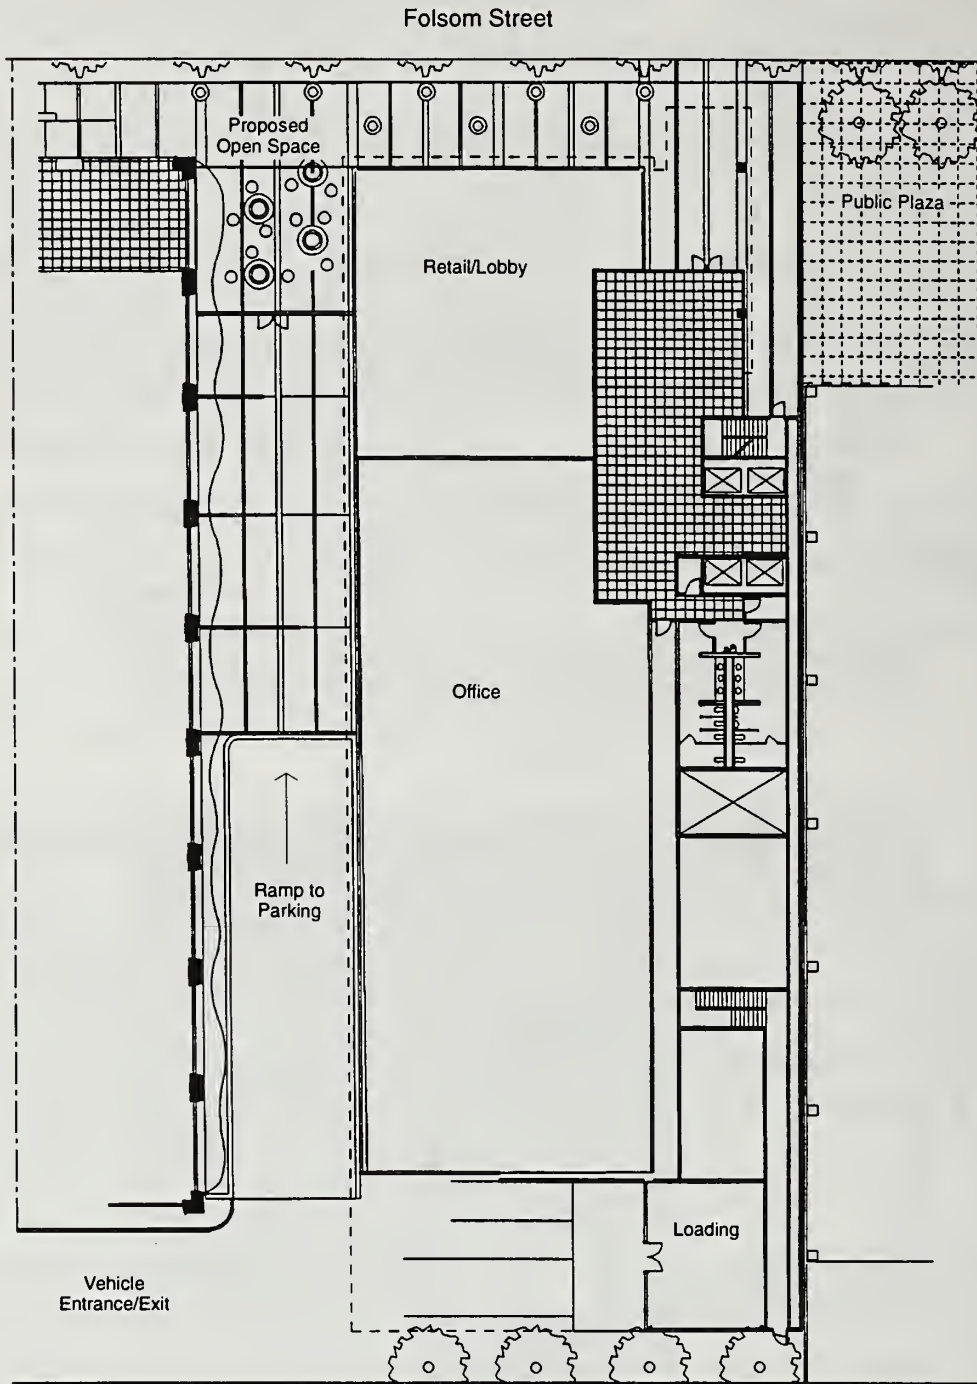 Folsom Street
Proposed
Open Space
Public Plaza
Retail/Lobby
Office
Ramp to
Parking
Loading
Vehicle
Entrance/Exit